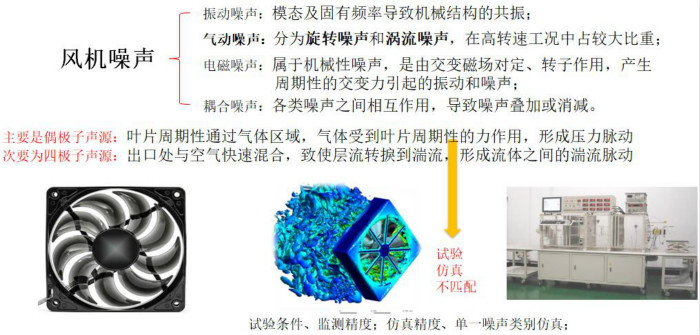 风机噪声
振动噪声：模态及固有频率导致机械结构的共振；
气动噪声：分为旋转噪声和涡流噪声，在高转速工况中占较大比重；
电磁噪声：属于机械性噪声，是由交变磁场对定、转子作用，产生
周期性的交变力引起的振动和噪声；
耦合噪声：各类噪声之间相互作用，导致噪声叠加或消减。
主要是偶极子声源：叶片周期性通过气体区域，气体受到叶片周期性的力作用，形成压力脉动
次要为四极子声源：出口处与空气快速混合，致使层流转捩到湍流，形成流体之间的湍流脉动
试验
仿真
不匹配
试验条件、监测精度；仿真精度、单一噪声类别仿真；